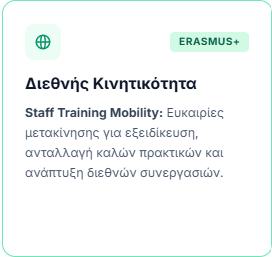 ERASMUS+
Διεθνής Κινητικότητα
Staff Training Mobility: Ευκαιρίες
μετακίνησης για εξειδίκευση,
ανταλλαγή καλών πρακτικών και
ανάπτυξη διεθνών συνεργασιών.